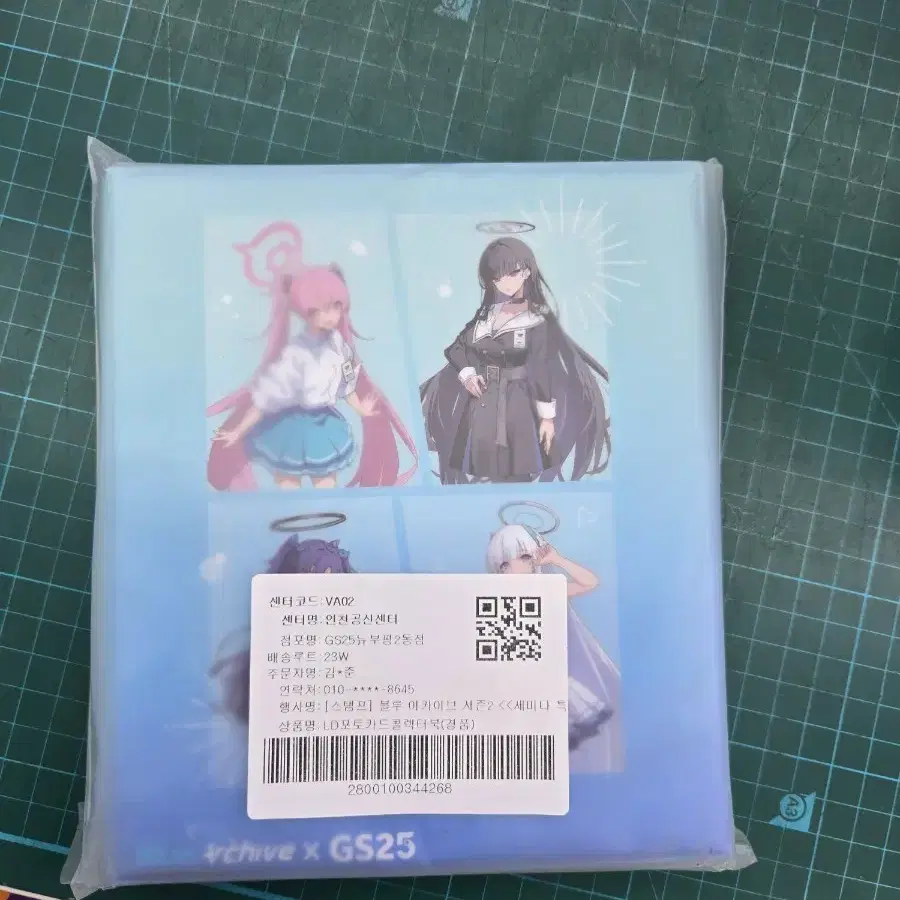 센터코드:VA02
센터명:인천공신센터
점포명:GS25뉴부평2동점
배송루트:23W
주문자명:김*준
연락처:010-****-8645
행사명:[스탬프] 블루 아카이브 시즌2 <<세미나 특
상품명:LD포토카드콜렉터북(경품)
2800100344268
Archive x GS25
A3